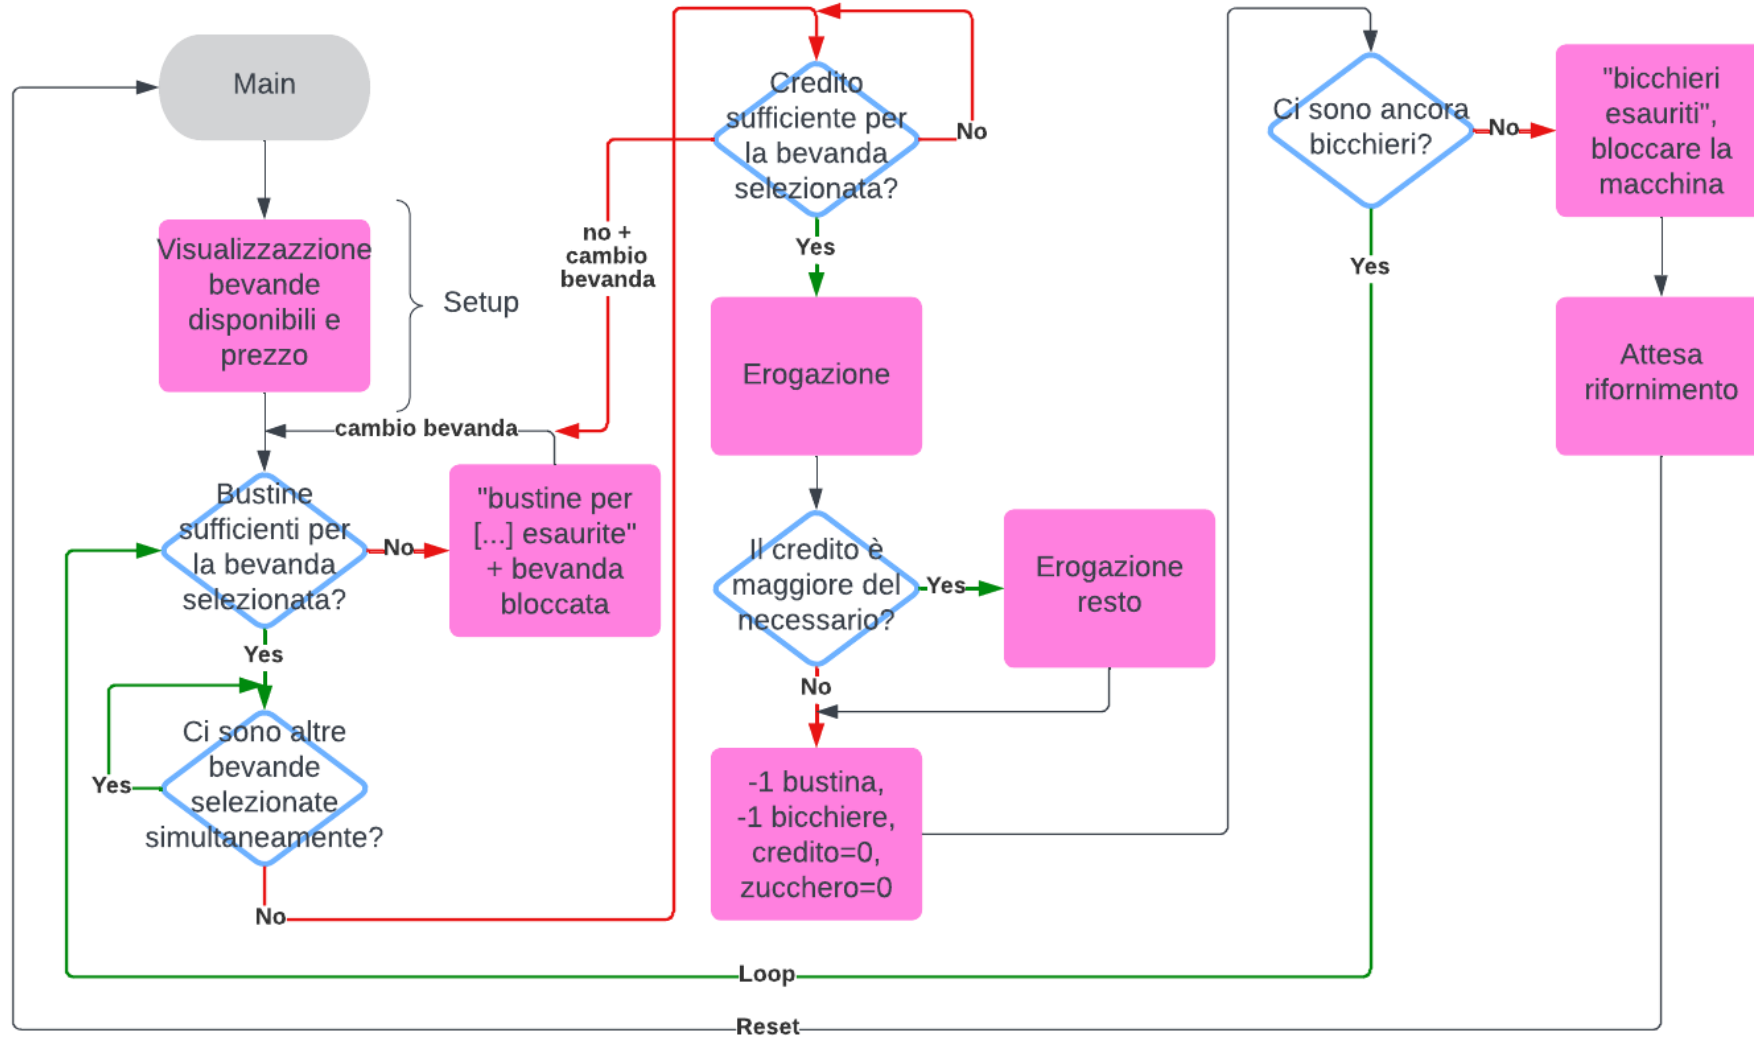 Main
Visualizzazzione
bevande
disponibili e
prezzo
Setup
cambio bevanda
Bustine
sufficienti per
la bevanda
selezionata?
No
"bustine per
[...] esaurite"
+ bevanda
bloccata
Yes
Ci sono altre
bevande
selezionate
simultaneamente?
Yes
No
Credito
sufficiente per
la bevanda
selezionata?
No
no +
cambio
bevanda
Yes
Erogazione
Il credito è
maggiore del
necessario?
Yes
Erogazione
resto
No
-1 bustina,
-1 bicchiere,
credito=0,
zucchero=0
Ci sono ancora
bicchieri?
No
"bicchieri
esauriti",
bloccare la
macchina
Yes
Attesa
rifornimento
Loop
Reset